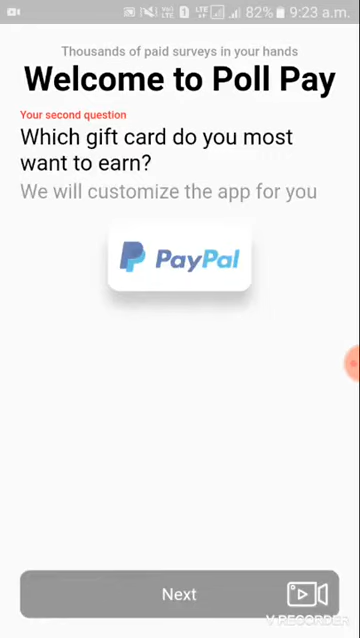 82% 9:23 a.m.
Thousands of paid surveys in your hands
Welcome to Poll Pay
Your second question
Which gift card do you most
want to earn?
We will customize the app for you
PayPal
Next
V RECORDER